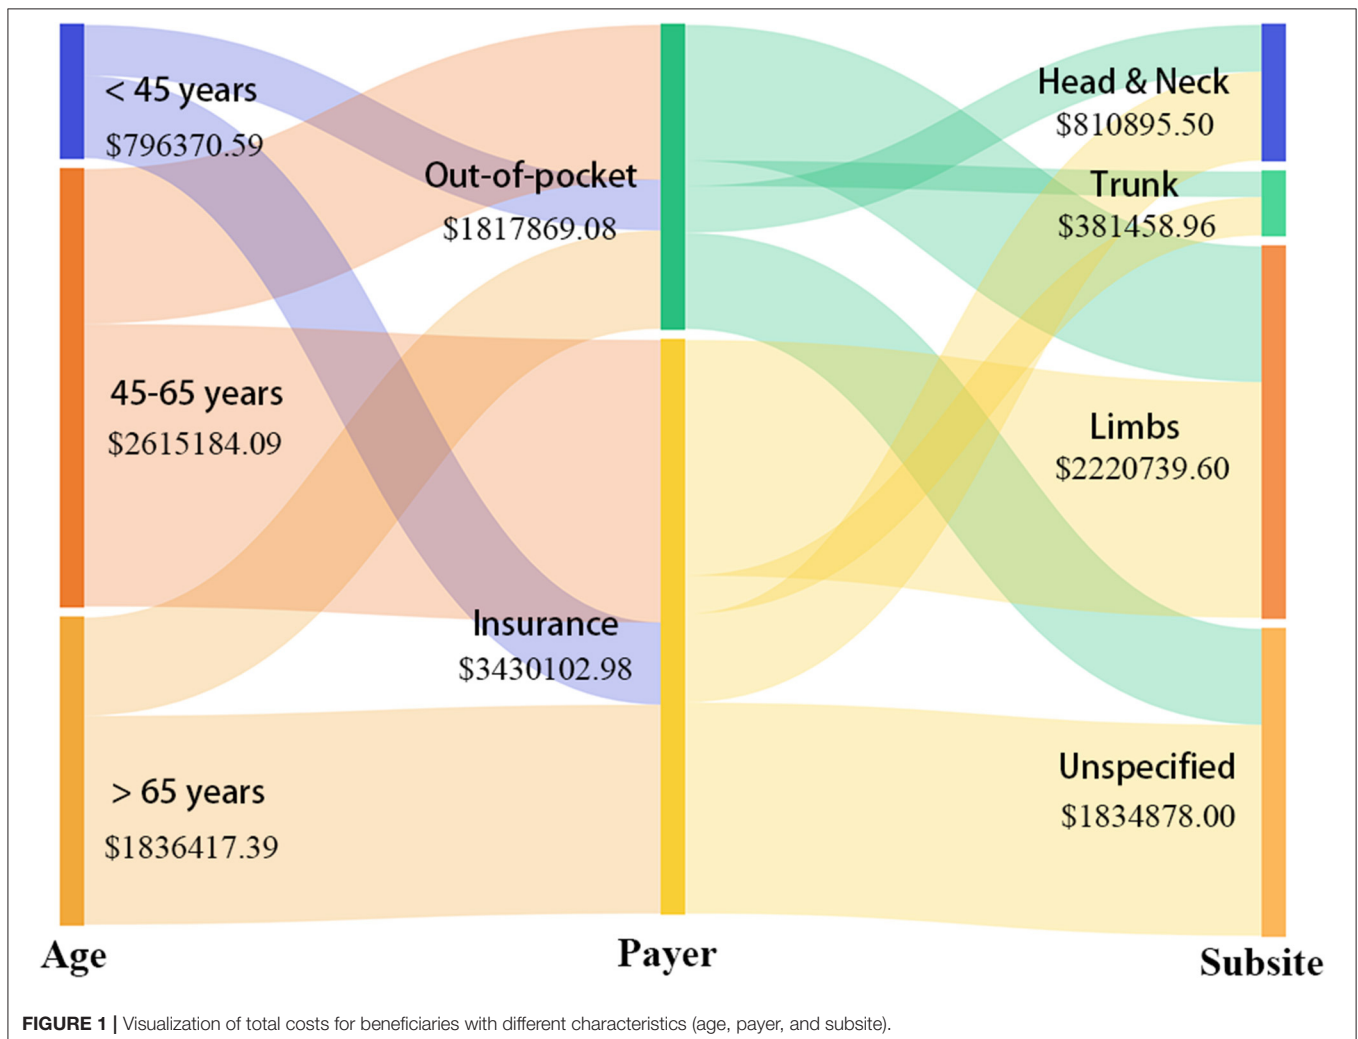 < 45 years
$796370.59
45-65 years
$2615184.09
> 65 years
$1836417.39
Age
Out-of-pocket
$1817869.08
Insurance
$3430102.98
Payer
Head & Neck
$810895.50
Trunk
$381458.96
Limbs
$2220739.60
Unspecified
$1834878.00
Subsite
FIGURE 1 | Visualization of total costs for beneficiaries with different characteristics (age, payer, and subsite).